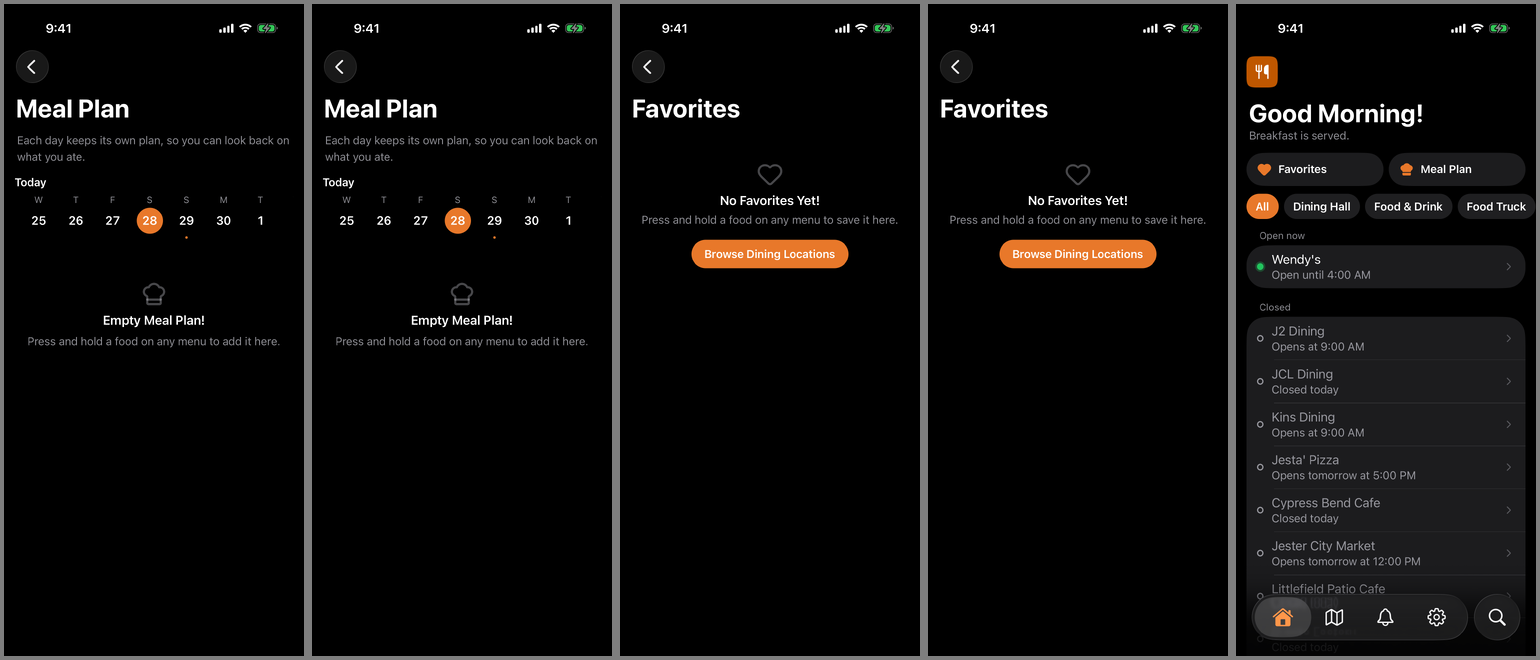 9:41
Meal Plan
Each day keeps its own plan, so you can look back on
what you ate.
Today
W T F S S M T
25 26 27 28 29 30 1
Empty Meal Plan!
Press and hold a food on any menu to add it here.
9:41
Meal Plan
Each day keeps its own plan, so you can look back on
what you ate.
Today
W T F S S M T
25 26 27 28 29 30 1
Empty Meal Plan!
Press and hold a food on any menu to add it here.
9:41
Favorites
No Favorites Yet!
Press and hold a food on any menu to save it here.
Browse Dining Locations
9:41
Favorites
No Favorites Yet!
Press and hold a food on any menu to save it here.
Browse Dining Locations
9:41
Good Morning!
Breakfast is served.
Favorites Meal Plan
All Dining Hall Food & Drink Food Truck
Open now
Wendy's
Open until 4:00 AM
Closed
J2 Dining
Opens at 9:00 AM
JCL Dining
Closed today
Kins Dining
Opens at 9:00 AM
Jesta' Pizza
Opens tomorrow at 5:00 PM
Cypress Bend Cafe
Closed today
Jester City Market
Opens tomorrow at 12:00 PM
Littlefield Patio Cafe
Closed today